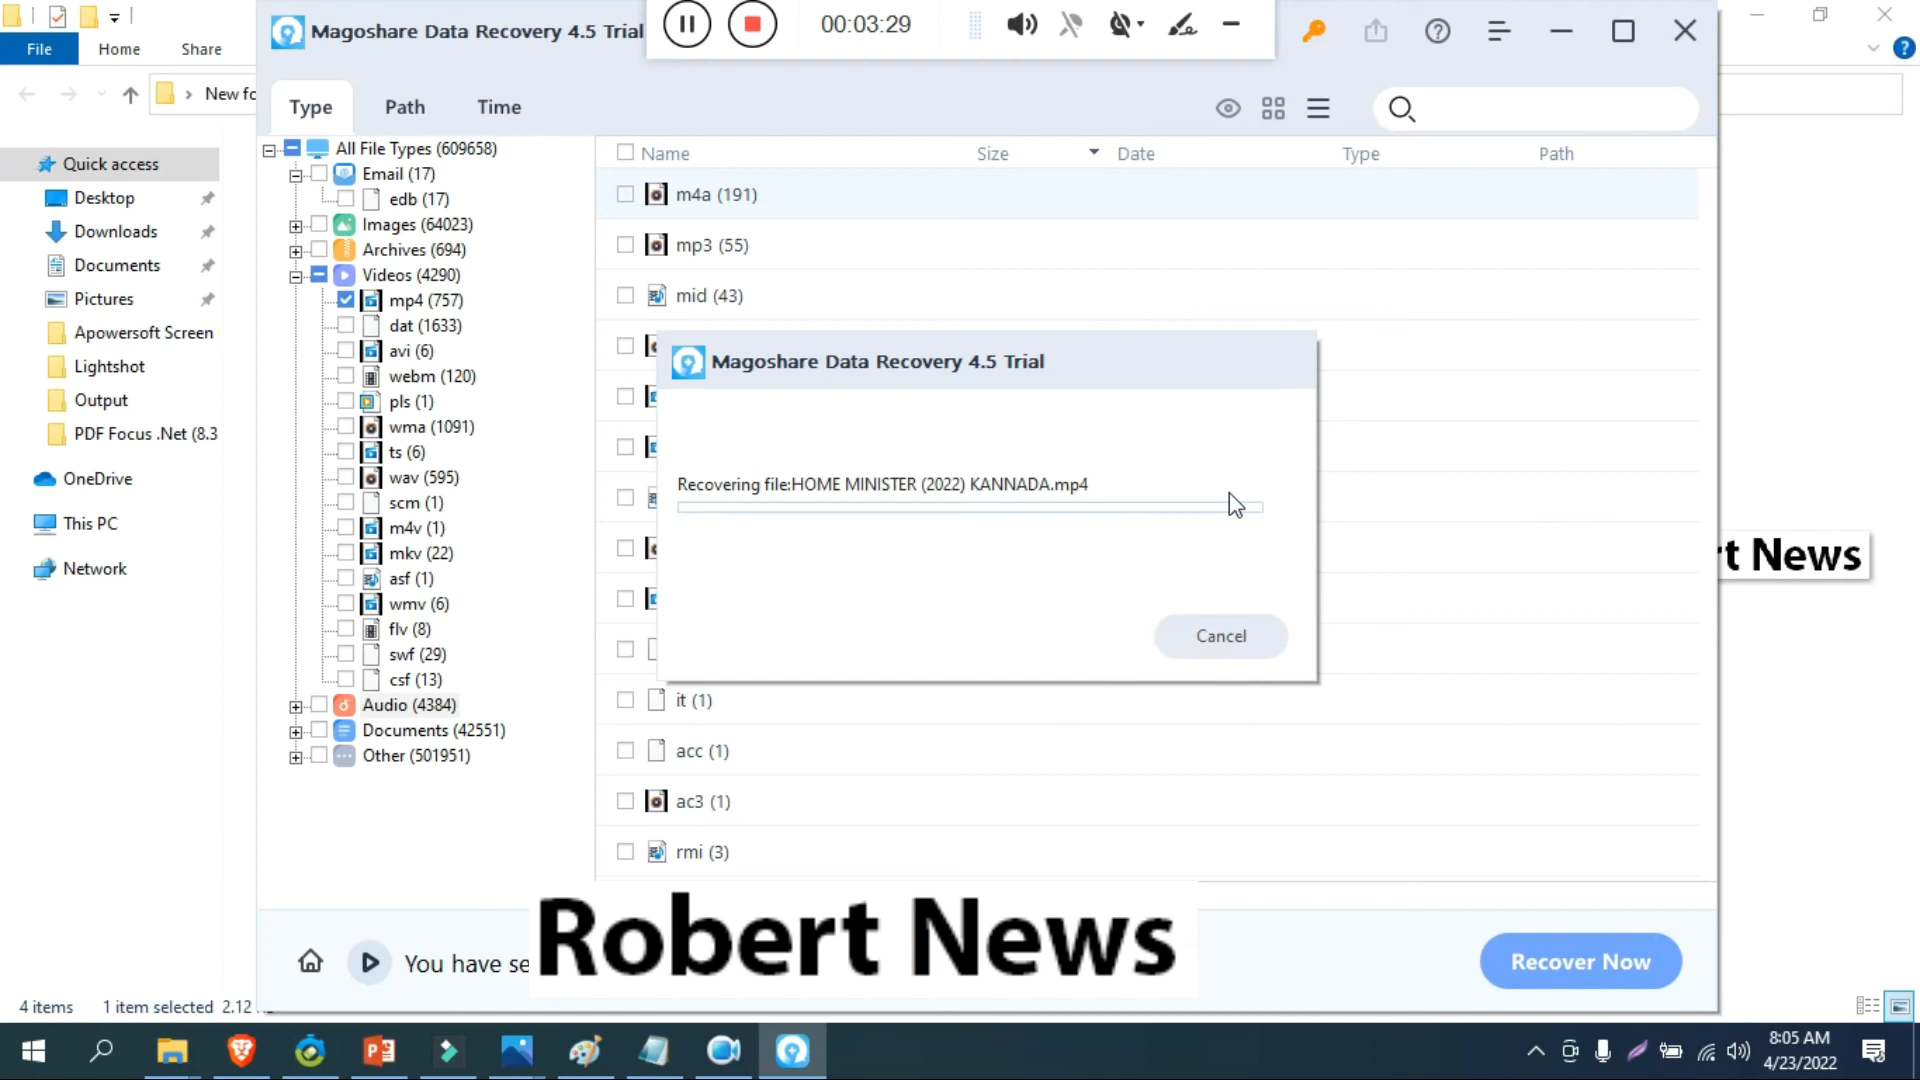 Magoshare Data Recovery 4.5 Trial
00:03:29
File
Home
Share
New fo
Type
Path
Time
Quick access
Desktop
Downloads
Documents
Pictures
Apowersoft Screen
Lightshot
Output
PDF Focus .Net (8.3
OneDrive
This PC
Network
All File Types (609658)
Email (17)
edb (17)
Images (64023)
Archives (694)
Videos (4290)
mp4 (757)
dat (1633)
avi (6)
webm (120)
pls (1)
wma (1091)
ts (6)
wav (595)
scm (1)
m4v (1)
mkv (22)
asf (1)
wmv (6)
flv (8)
swf (29)
csf (13)
Audio (4384)
Documents (42551)
Other (501951)
Name Size Date Type Path
m4a (191)
mp3 (55)
mid (43)
Magoshare Data Recovery 4.5 Trial
Recovering file:HOME MINISTER (2022) KANNADA.mp4
Cancel
it (1)
acc (1)
ac3 (1)
rmi (3)
rt News
You have se
Robert News
Recover Now
4 items 1 item selected 2.12
8:05 AM
4/23/2022